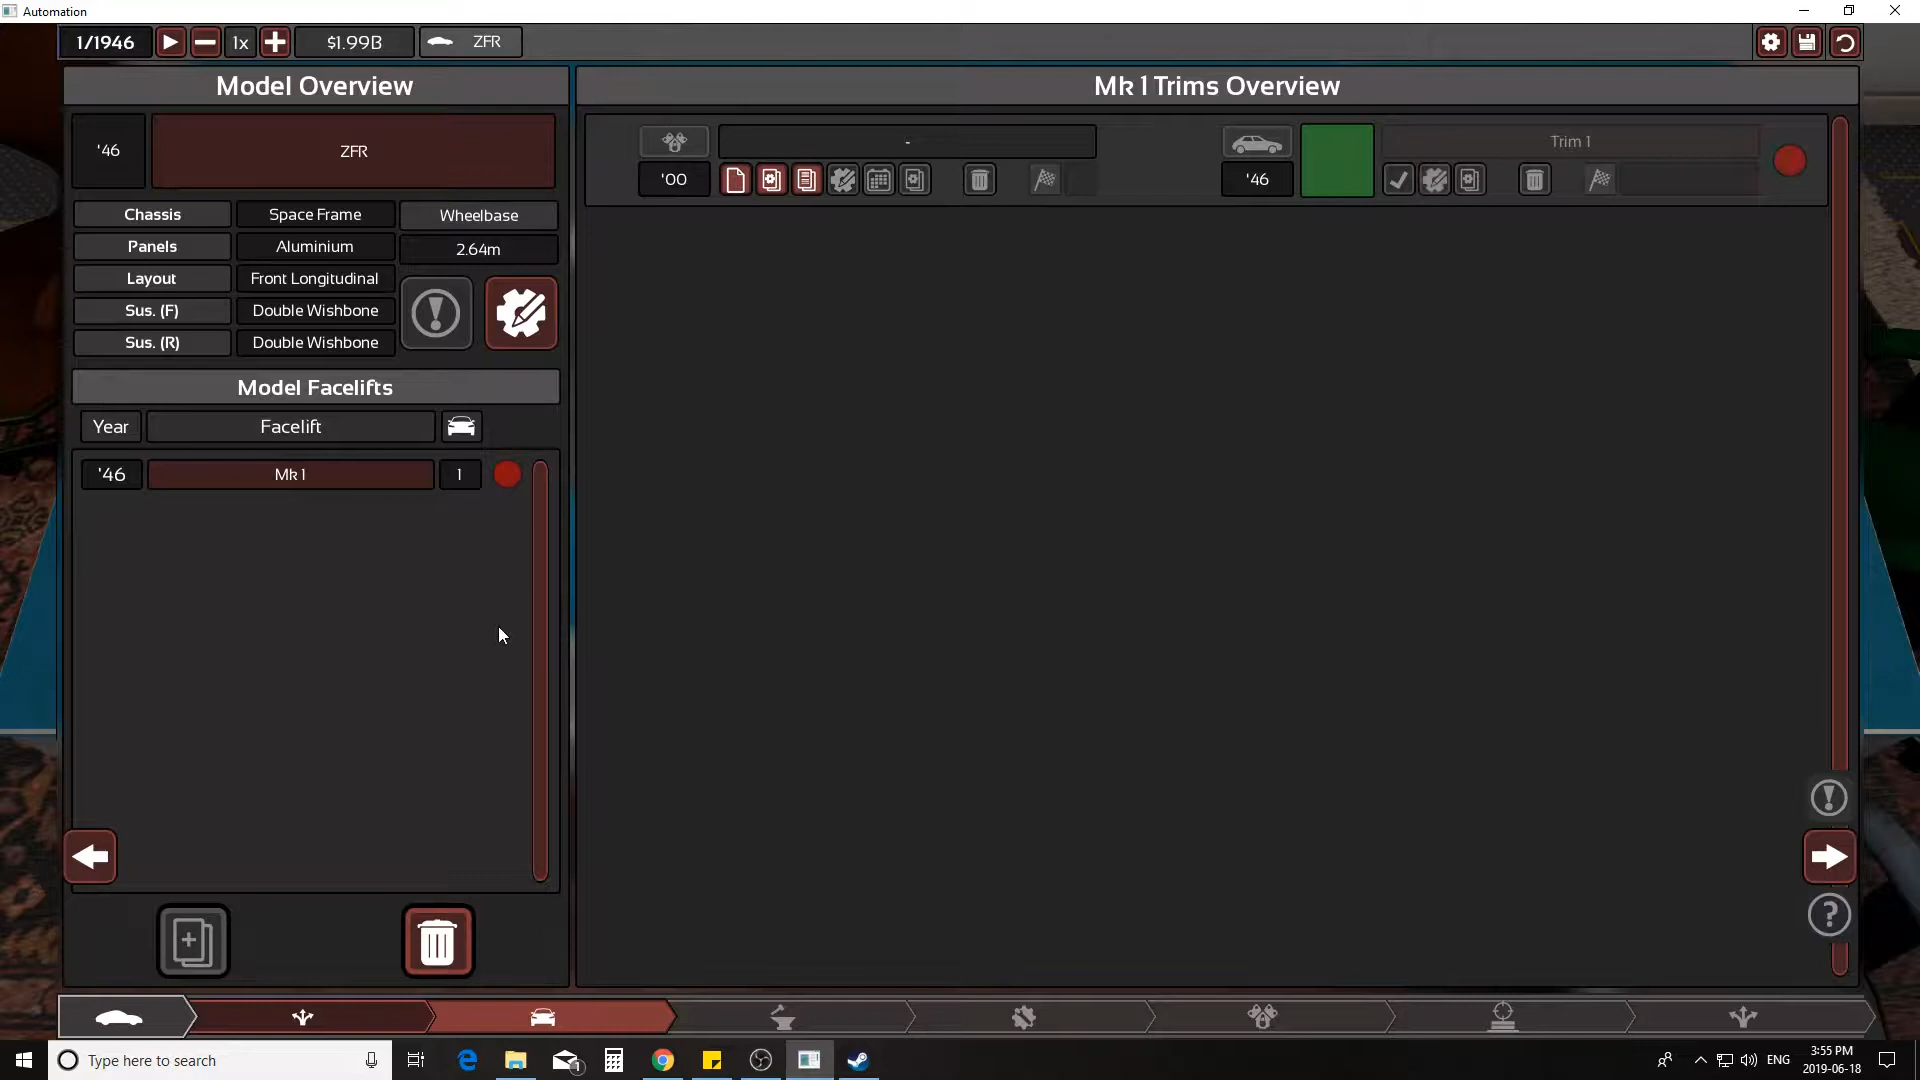 Automation
1/1946 1x $1.99B ZFR
Model Overview
'46 ZFR
Chassis Space Frame Wheelbase
Panels Aluminium 2.64m
Layout Front Longitudinal
Sus. (F) Double Wishbone
Sus. (R) Double Wishbone
Model Facelifts
Year Facelift
'46 Mk 1 1
Mk 1 Trims Overview
- Trim 1
'00 '46
Type here to search
1
ENG
3:55 PM
2019-06-18